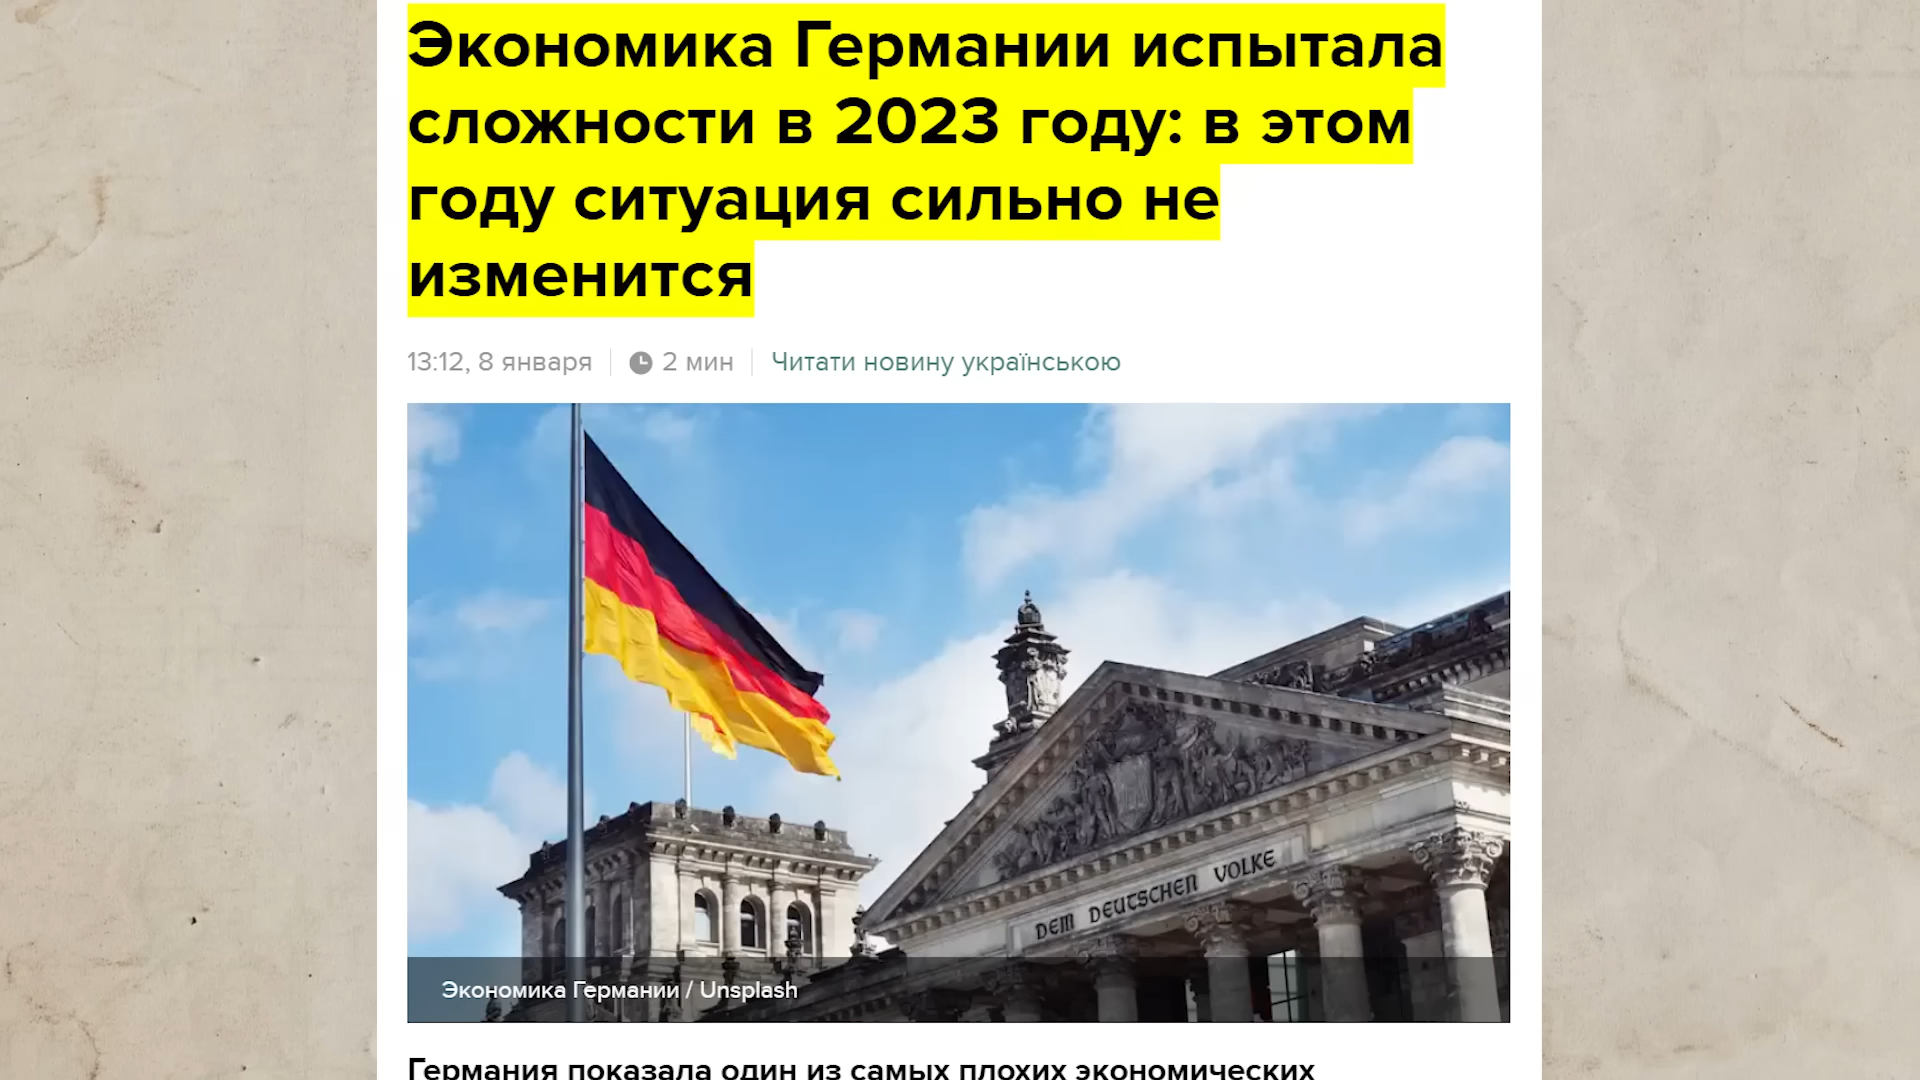 Экономика Германии испытала
сложности в 2023 году: в этом
году ситуация сильно не
изменится
13:12, 8 января
2 мин
Читати новину українською
DEM DEUTSCHEN VOLKE
Экономика Германии / Unsplash
Германия показала один из самых плохих экономических